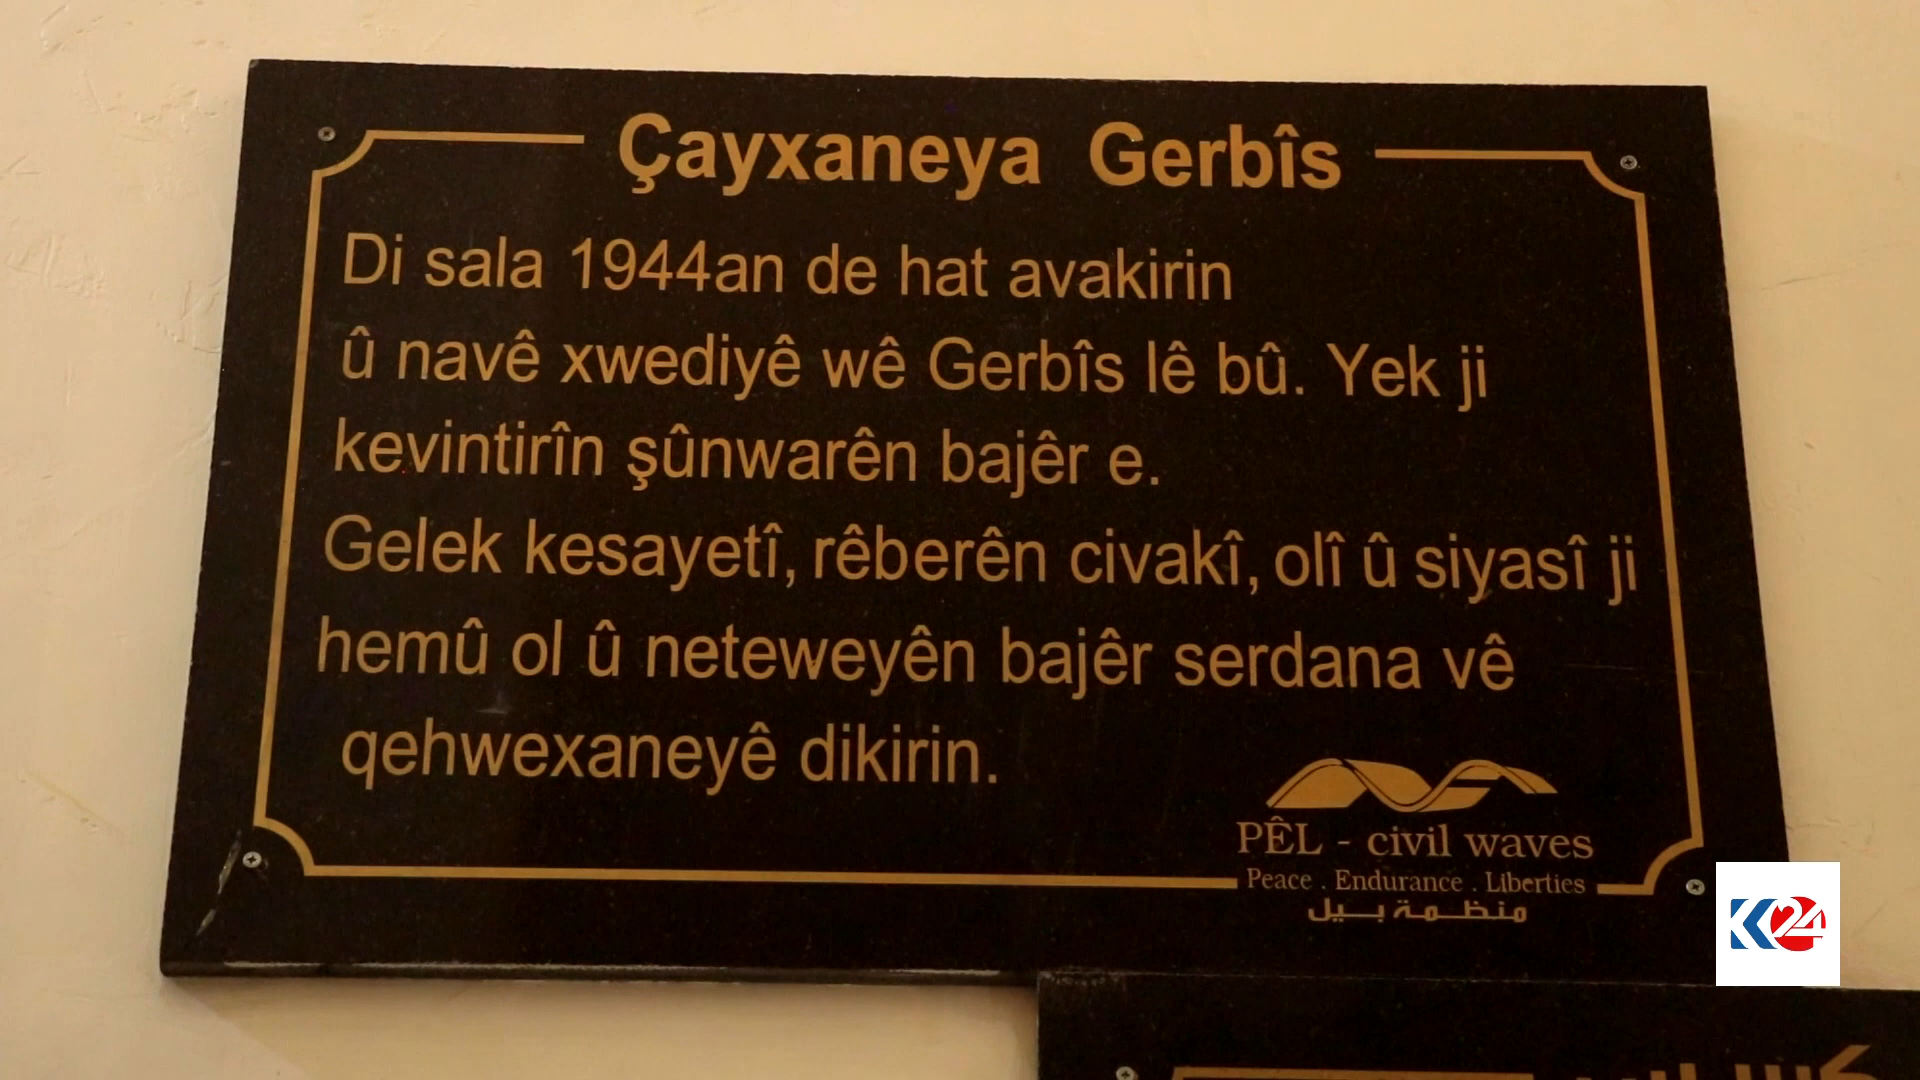 Çayxaneya Gerbîs
Di sala 1944an de hat avakirin
û navê xwediyê wê Gerbîs lê bû. Yek ji
kevintirîn şûnwarên bajêr e.
Gelek kesayetî, rêberên civakî, olî û siyasî ji
hemû ol û neteweyên bajêr serdana vê
qehwexaneyê dikirin.
PÊL - civil waves
Peace . Endurance . Liberties
منظمة بيل
K24